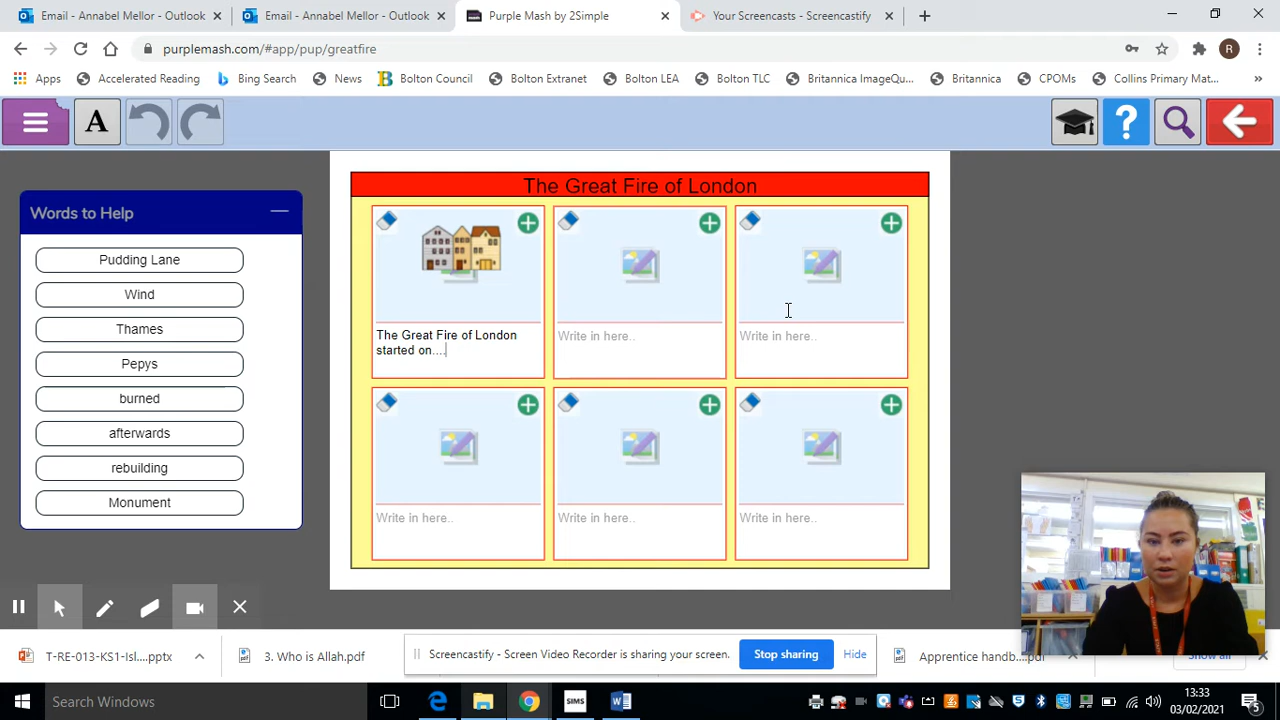 Email - Annabel Mellor - Outlook
Email - Annabel Mellor - Outlook
Purple Mash by 2Simple
Your Screencasts - Screencastify
purplemash.com/#app/pup/greatfire
R
Apps
Accelerated Reading
Bing Search
News
Bolton Council
Bolton Extranet
Bolton LEA
Bolton TLC
Britannica ImageQu...
Britannica
CPOMs
Collins Primary Mat...
»
A
?
Words to Help
Pudding Lane
Wind
Thames
Pepys
burned
afterwards
rebuilding
Monument
The Great Fire of London
The Great Fire of London
started on....
Write in here..
Write in here..
Write in here..
Write in here..
Write in here..
T-RE-013-KS1-Isl....pptx
3. Who is Allah.pdf
Screencastify - Screen Video Recorder is sharing your screen.
Stop sharing
Hide
Apprentice handb....pdf
Show all
Search Windows
SIMS
13:33
03/02/2021